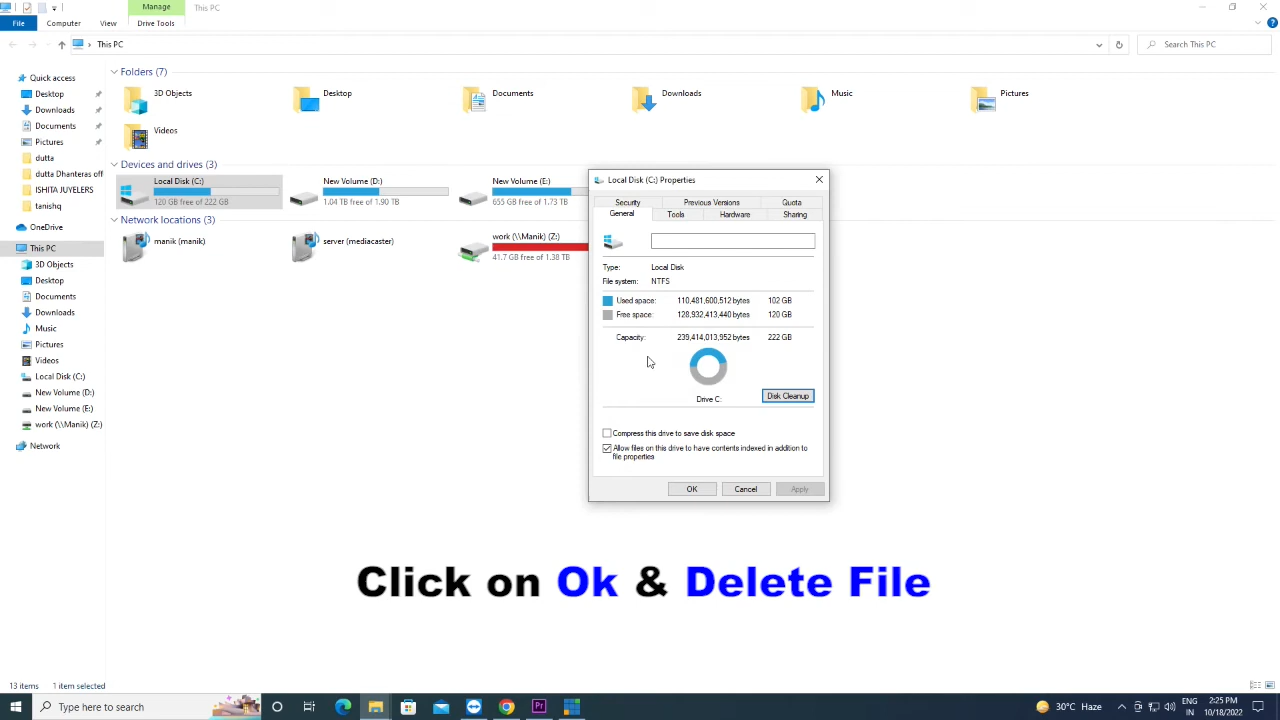 Manage
This PC
File
Computer
View
Drive Tools
This PC
Search This PC
Quick access
Desktop
Downloads
Documents
Pictures
dutta
dutta Dhanteras off
ISHITA JUYELERS
tanishq
OneDrive
This PC
3D Objects
Desktop
Documents
Downloads
Music
Pictures
Videos
Local Disk (C:)
New Volume (D:)
New Volume (E:)
work (\\Manik) (Z:)
Network
Folders (7)
3D Objects
Desktop
Documents
Downloads
Music
Pictures
Videos
Devices and drives (3)
Local Disk (C:)
120 GB free of 222 GB
New Volume (D:)
1.04 TB free of 1.90 TB
New Volume (E:)
655 GB free of 1.73 TB
Network locations (3)
manik (manik)
server (mediacaster)
work (\\Manik) (Z:)
41.7 GB free of 1.38 TB
Local Disk (C:) Properties
Security Previous Versions Quota
General Tools Hardware Sharing
Type: Local Disk
File system: NTFS
Used space: 110,481,600,512 bytes 102 GB
Free space: 128,932,413,440 bytes 120 GB
Capacity: 239,414,013,952 bytes 222 GB
Drive C:
Disk Cleanup
Compress this drive to save disk space
Allow files on this drive to have contents indexed in addition to
file properties
OK Cancel Apply
Click on Ok & Delete File
13 items 1 item selected
Type here to search
30°C Haze
ENG
IN
2:25 PM
10/18/2022